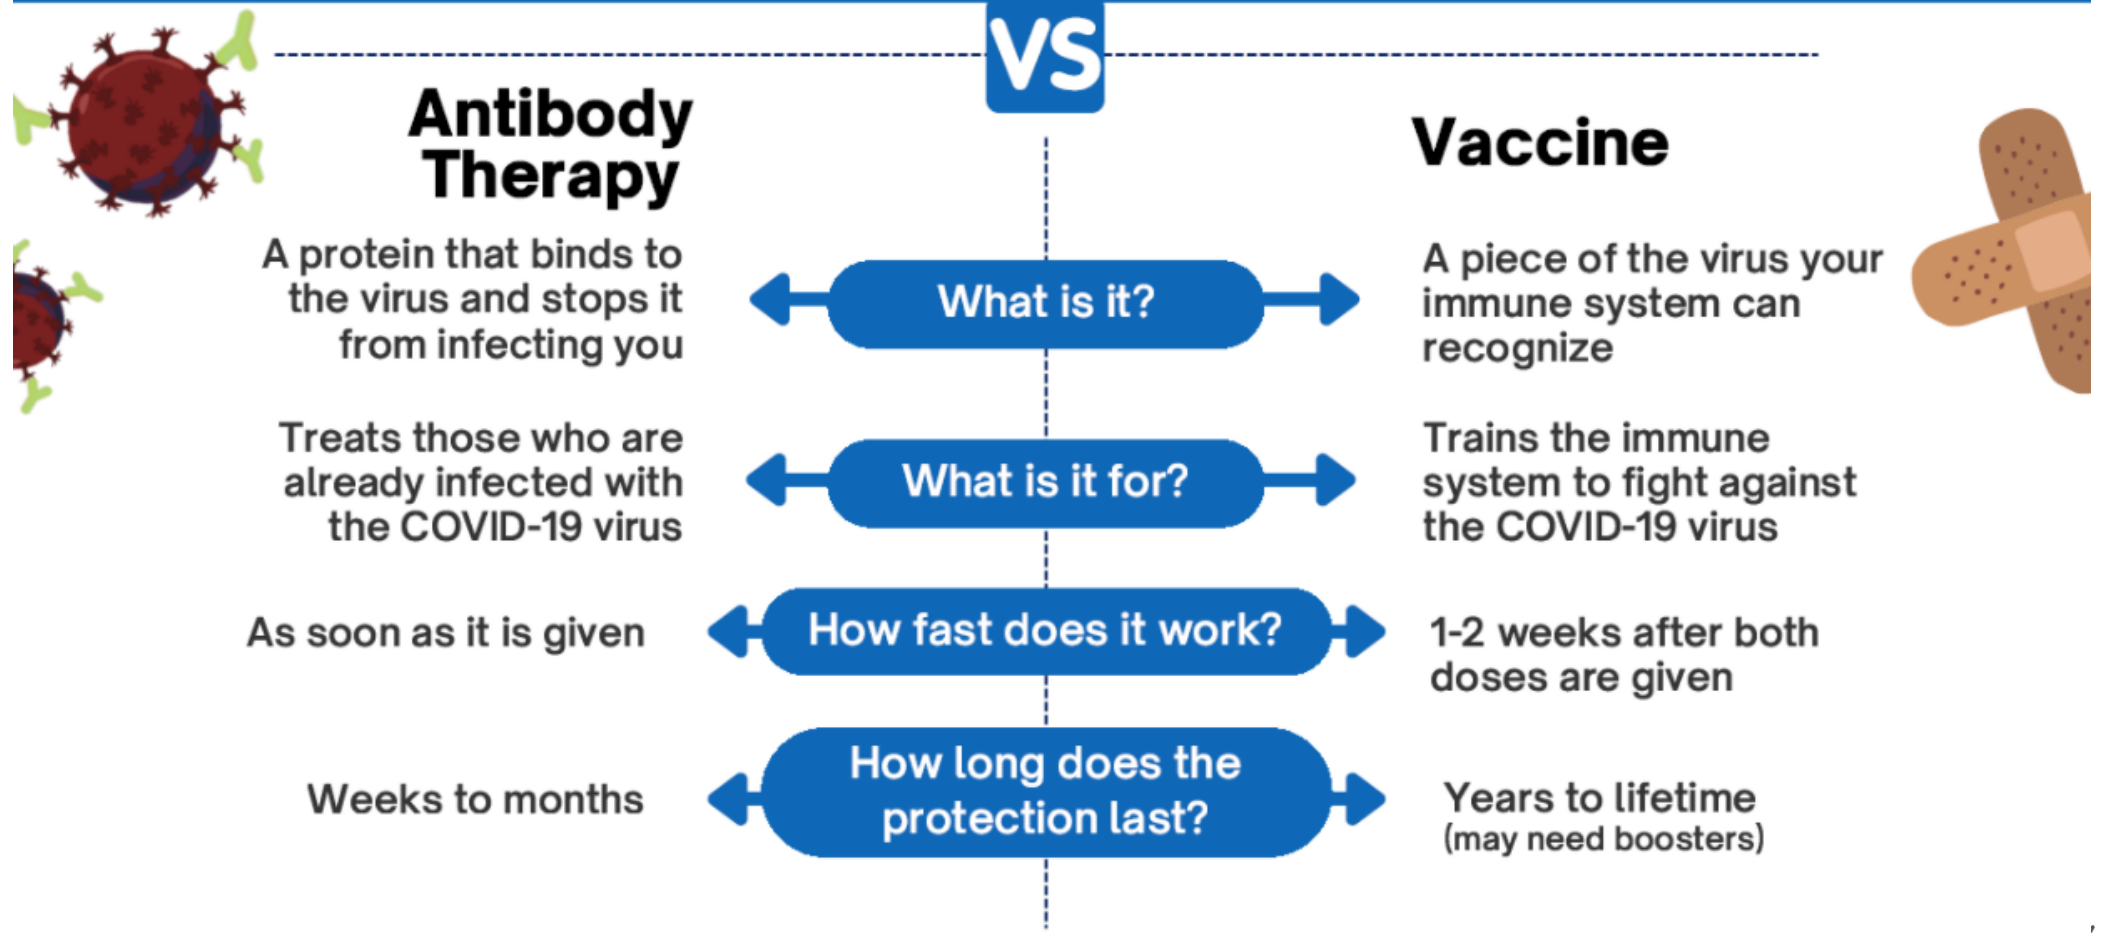 VS
Antibody
Therapy
Vaccine
A protein that binds to
the virus and stops it
from infecting you
What is it?
A piece of the virus your
immune system can
recognize
Treats those who are
already infected with
the COVID-19 virus
What is it for?
Trains the immune
system to fight against
the COVID-19 virus
As soon as it is given
How fast does it work?
1-2 weeks after both
doses are given
Weeks to months
How long does the
protection last?
Years to lifetime
(may need boosters)